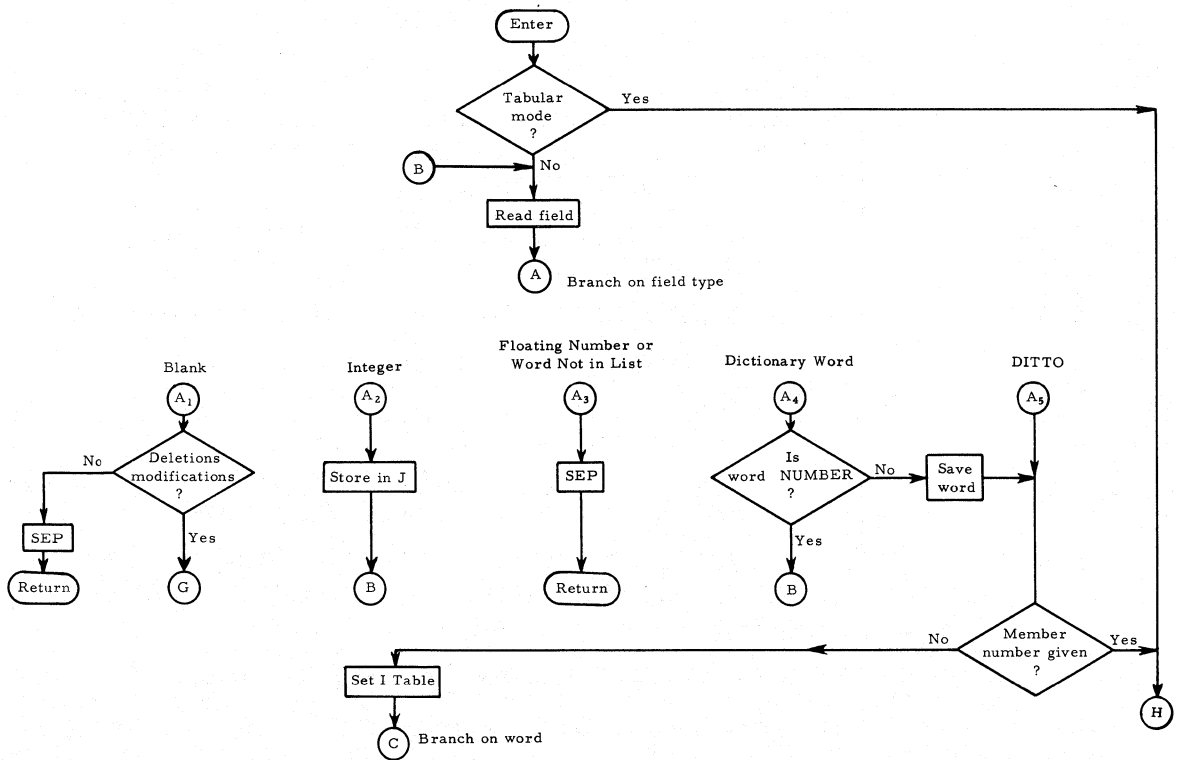 Enter
Tabular
mode
?
Yes
B
No
Read field
A
Branch on field type
Blank
Integer
Floating Number or
Word Not in List
Dictionary Word
DITTO
A1
A2
A3
A4
A5
No
Deletions
modifications
?
Yes
SEP
Return
G
Store in J
B
SEP
Return
Is
word NUMBER
?
No
Save
word
Yes
B
Member
number given
?
No
Yes
Set I Table
C
Branch on word
H